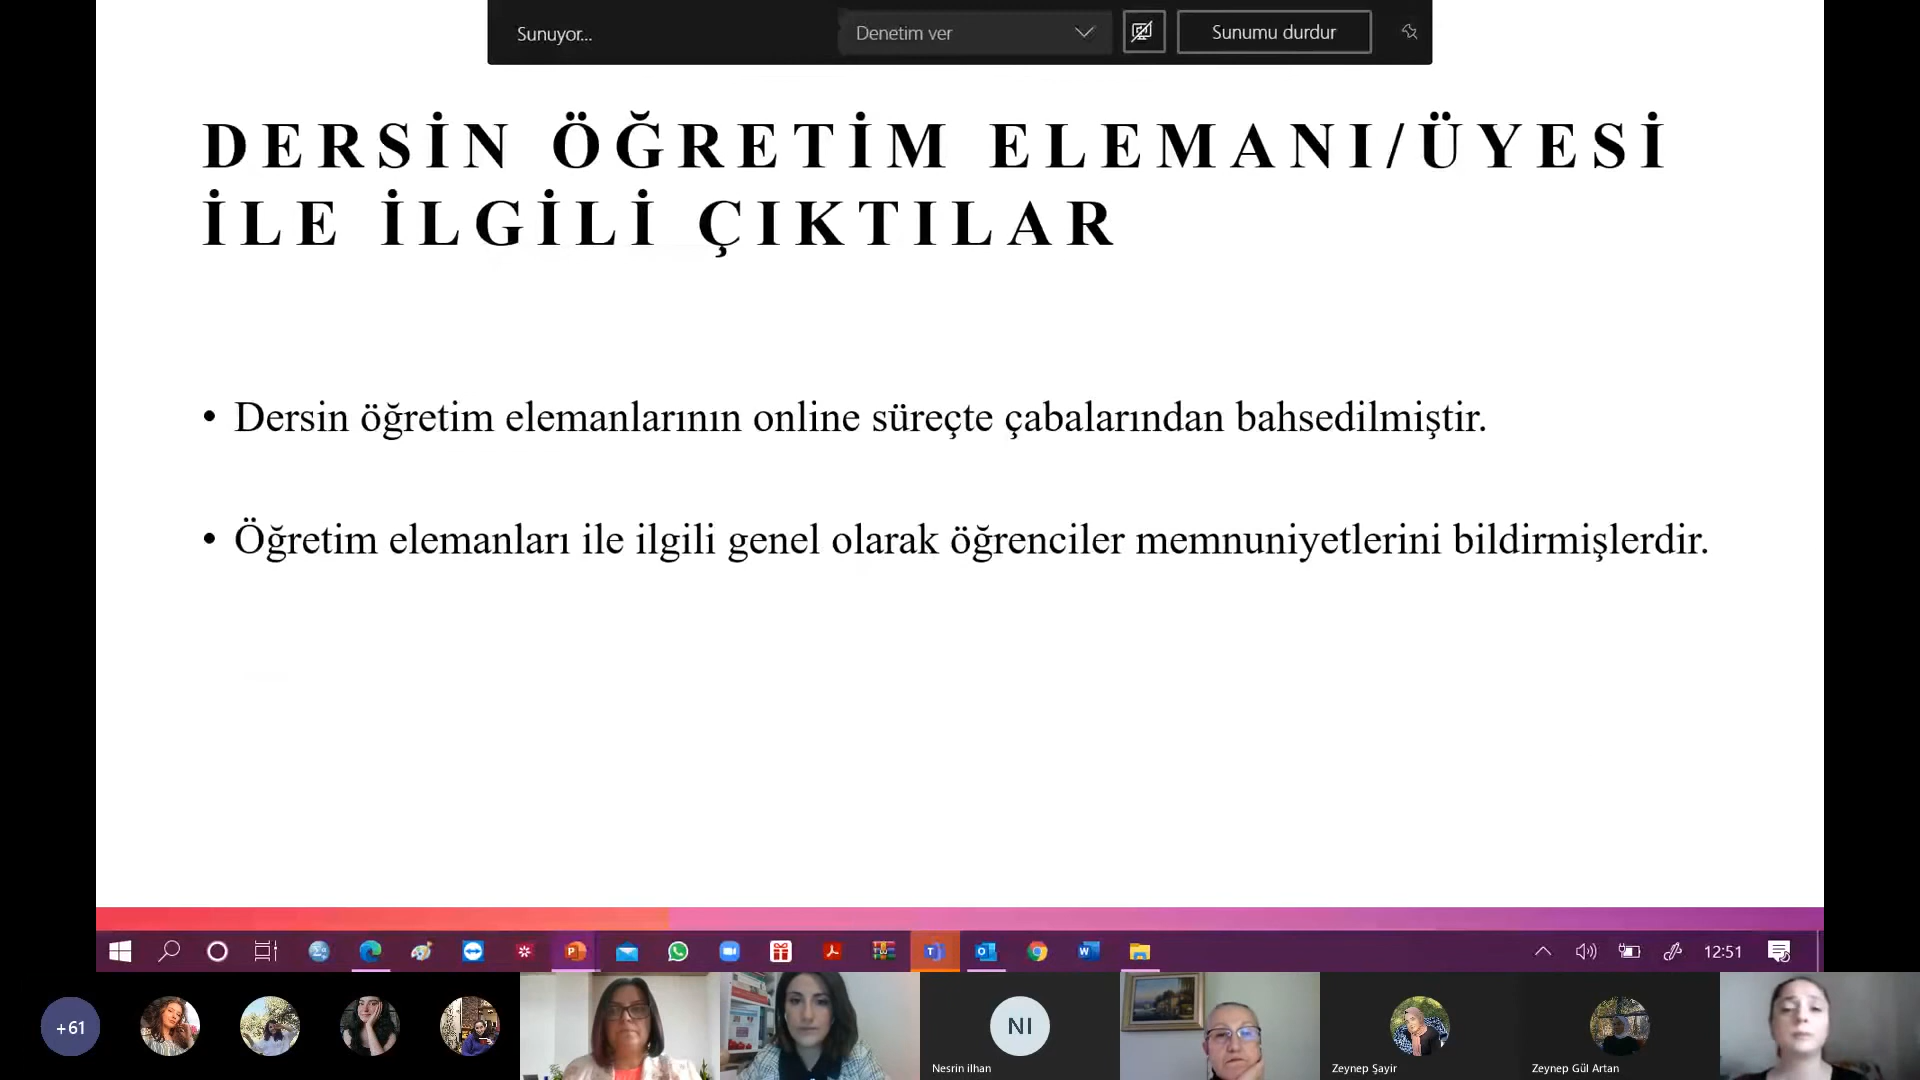 Sunuyor...
Denetim ver
Sunumu durdur
DERSİN ÖĞRETİM ELEMANI/ÜYESİ
İLE İLGİLİ ÇIKTILAR
• Dersin öğretim elemanlarının online süreçte çabalarından bahsedilmiştir.
• Öğretim elemanları ile ilgili genel olarak öğrenciler memnuniyetlerini bildirmişlerdir.
12:51
+61
NI
Nesrin ilhan
Zeynep Şayir
Zeynep Gül Artan